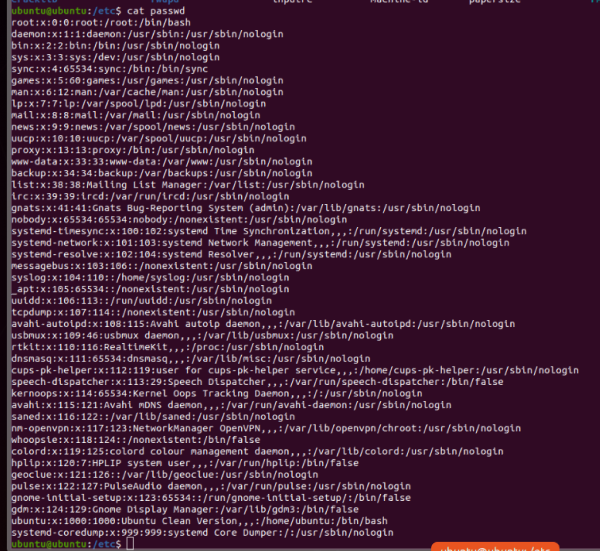 ubuntu@ubuntu:/etc$ cat passwd
root:x:0:0:root:/root:/bin/bash
daemon:x:1:1:daemon:/usr/sbin:/usr/sbin/nologin
bin:x:2:2:bin:/bin:/usr/sbin/nologin
sys:x:3:3:sys:/dev:/usr/sbin/nologin
sync:x:4:65534:sync:/bin:/bin/sync
games:x:5:60:games:/usr/games:/usr/sbin/nologin
man:x:6:12:man:/var/cache/man:/usr/sbin/nologin
lp:x:7:7:lp:/var/spool/lpd:/usr/sbin/nologin
mail:x:8:8:mail:/var/mail:/usr/sbin/nologin
news:x:9:9:news:/var/spool/news:/usr/sbin/nologin
uucp:x:10:10:uucp:/var/spool/uucp:/usr/sbin/nologin
proxy:x:13:13:proxy:/bin:/usr/sbin/nologin
www-data:x:33:33:www-data:/var/www:/usr/sbin/nologin
backup:x:34:34:backup:/var/backups:/usr/sbin/nologin
list:x:38:38:Mailing List Manager:/var/list:/usr/sbin/nologin
irc:x:39:39:ircd:/var/run/ircd:/usr/sbin/nologin
gnats:x:41:41:Gnats Bug-Reporting System (admin):/var/lib/gnats:/usr/sbin/nologin
nobody:x:65534:65534:nobody:/nonexistent:/usr/sbin/nologin
systemd-timesync:x:100:102:systemd Time Synchronization,,,:/run/systemd:/usr/sbin/nologin
systemd-network:x:101:103:systemd Network Management,,,:/run/systemd:/usr/sbin/nologin
systemd-resolve:x:102:104:systemd Resolver,,,:/run/systemd:/usr/sbin/nologin
messagebus:x:103:106::/nonexistent:/usr/sbin/nologin
syslog:x:104:110::/home/syslog:/usr/sbin/nologin
_apt:x:105:65534::/nonexistent:/usr/sbin/nologin
uuidd:x:106:113::/run/uuidd:/usr/sbin/nologin
tcpdump:x:107:114::/nonexistent:/usr/sbin/nologin
avahi-autoipd:x:108:115:Avahi autoip daemon,,,:/var/lib/avahi-autoipd:/usr/sbin/nologin
usbmux:x:109:46:usbmux daemon,,,:/var/lib/usbmux:/usr/sbin/nologin
rtkit:x:110:116:RealtimeKit,,,:/proc:/usr/sbin/nologin
dnsmasq:x:111:65534:dnsmasq,,,:/var/lib/misc:/usr/sbin/nologin
cups-pk-helper:x:112:119:user for cups-pk-helper service,,,:/home/cups-pk-helper:/usr/sbin/nologin
speech-dispatcher:x:113:29:Speech Dispatcher,,,:/var/run/speech-dispatcher:/bin/false
kernoops:x:114:65534:Kernel Oops Tracking Daemon,,,:/:/usr/sbin/nologin
avahi:x:115:121:Avahi mDNS daemon,,,:/var/run/avahi-daemon:/usr/sbin/nologin
saned:x:116:122::/var/lib/saned:/usr/sbin/nologin
nm-openvpn:x:117:123:NetworkManager OpenVPN,,,:/var/lib/openvpn/chroot:/usr/sbin/nologin
whoopsie:x:118:124::/nonexistent:/bin/false
colord:x:119:125:colord colour management daemon,,,:/var/lib/colord:/usr/sbin/nologin
hplip:x:120:7:HPLIP system user,,,:/var/run/hplip:/bin/false
geoclue:x:121:126::/var/lib/geoclue:/usr/sbin/nologin
pulse:x:122:127:PulseAudio daemon,,,:/var/run/pulse:/usr/sbin/nologin
gnome-initial-setup:x:123:65534::/run/gnome-initial-setup/:/bin/false
gdm:x:124:129:Gnome Display Manager:/var/lib/gdm3:/bin/false
ubuntu:x:1000:1000:Ubuntu Clean Version,,,:/home/ubuntu:/bin/bash
systemd-coredump:x:999:999:systemd Core Dumper:/:/usr/sbin/nologin
ubuntu@ubuntu:/etc$